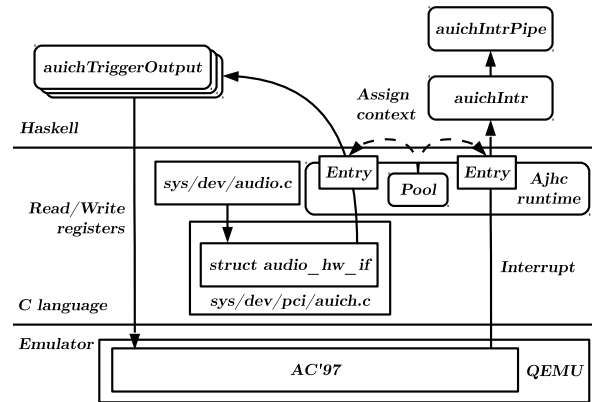 auichIntrPipe
auichTriggerOutput
auichIntr
Assign
context
Haskell
Entry
Entry
Pool
Ajhc
runtime
sys/dev/audio.c
Read/Write
registers
struct audio_hw_if
Interrupt
sys/dev/pci/auich.c
C language
Emulator
AC'97
QEMU